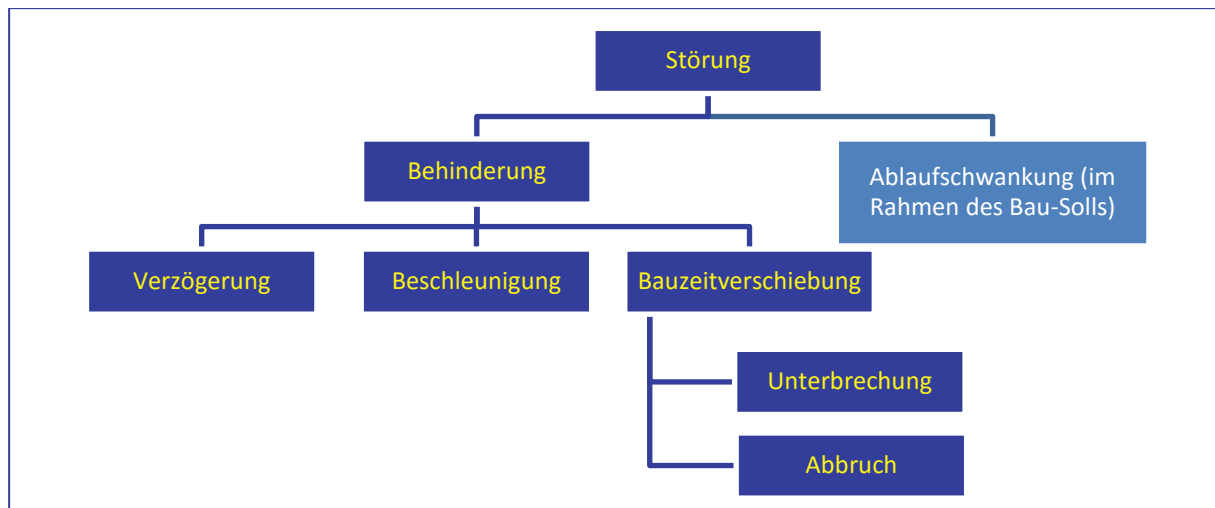 Störung
Behinderung
Ablaufschwankung (im
Rahmen des Bau-Solls)
Verzögerung
Beschleunigung
Bauzeitverschiebung
Unterbrechung
Abbruch